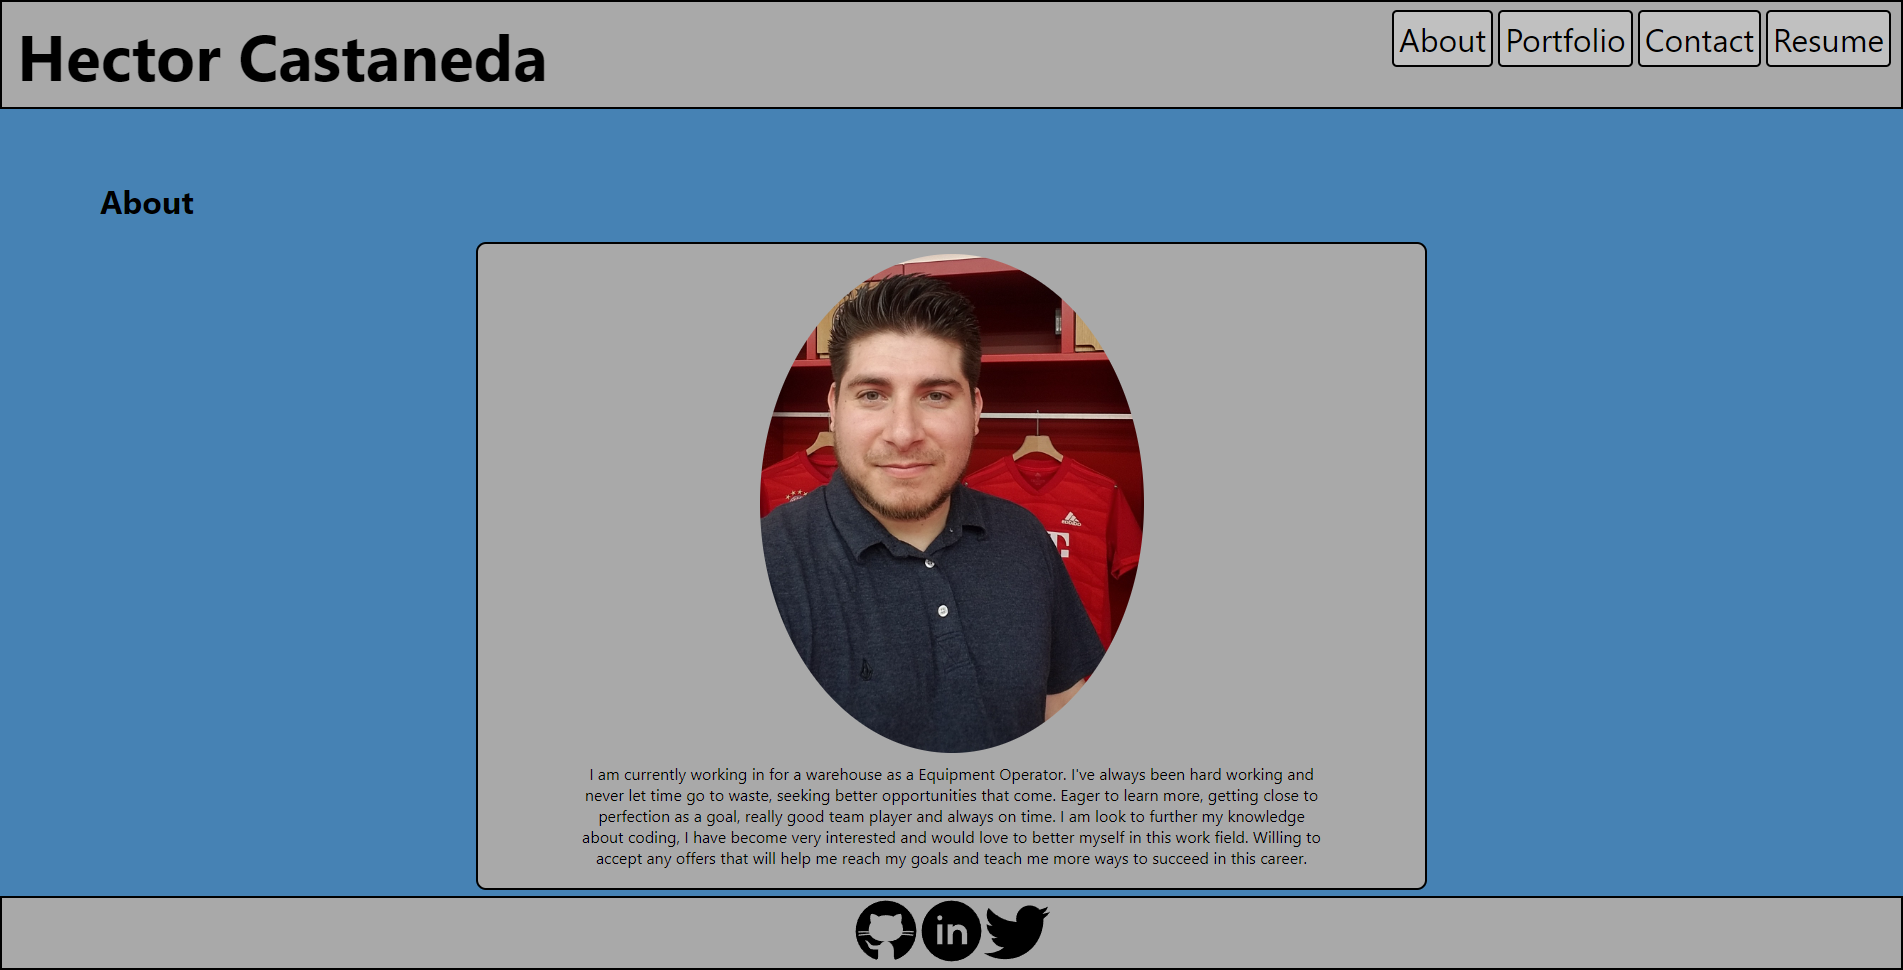 Hector Castaneda
About
Portfolio
Contact
Resume
About
adidas
T
I am currently working in for a warehouse as a Equipment Operator. I've always been hard working and
never let time go to waste, seeking better opportunities that come. Eager to learn more, getting close to
perfection as a goal, really good team player and always on time. I am look to further my knowledge
about coding, I have become very interested and would love to better myself in this work field. Willing to
accept any offers that will help me reach my goals and teach me more ways to succeed in this career.
in